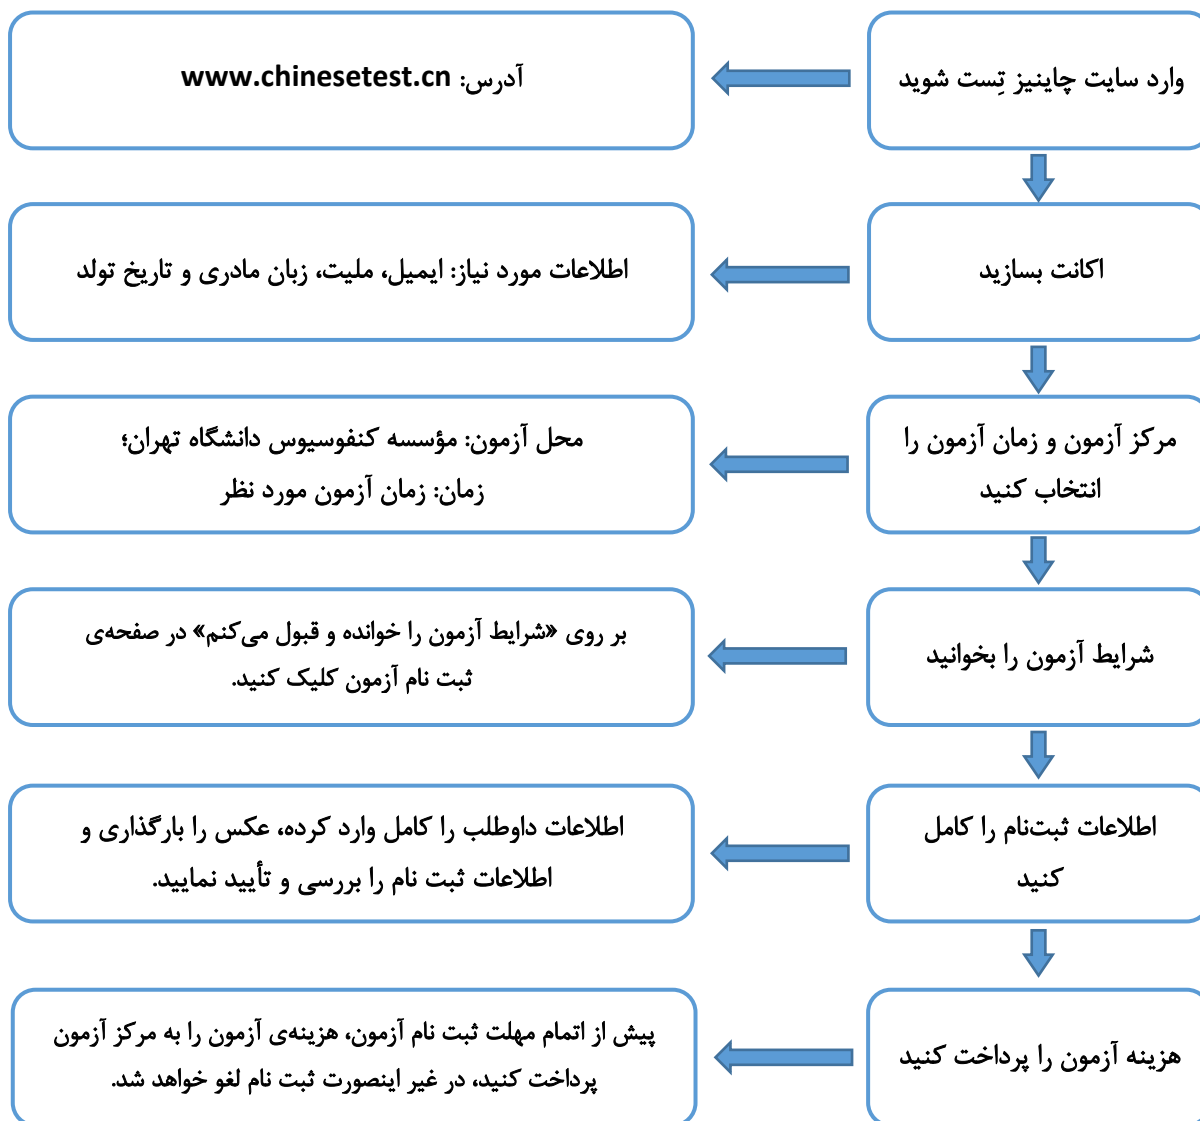 وارد سایت چاینیز تِست شوید
آدرس: www.chinesetest.cn
اکانت بسازید
اطلاعات مورد نیاز: ایمیل، ملیت، زبان مادری و تاریخ تولد
مرکز آزمون و زمان آزمون را
انتخاب کنید
محل آزمون: مؤسسه کنفوسیوس دانشگاه تهران؛
زمان: زمان آزمون مورد نظر
شرایط آزمون را بخوانید
بر روی «شرایط آزمون را خوانده و قبول می‌کنم» در صفحه‌ی
ثبت نام آزمون کلیک کنید.
اطلاعات ثبت‌نام را کامل
کنید
اطلاعات داوطلب را کامل وارد کرده، عکس را بارگذاری و
اطلاعات ثبت نام را بررسی و تأیید نمایید.
هزینه آزمون را پرداخت کنید
پیش از اتمام مهلت ثبت نام آزمون، هزینه‌ی آزمون را به مرکز آزمون
پرداخت کنید، در غیر اینصورت ثبت نام لغو خواهد شد.